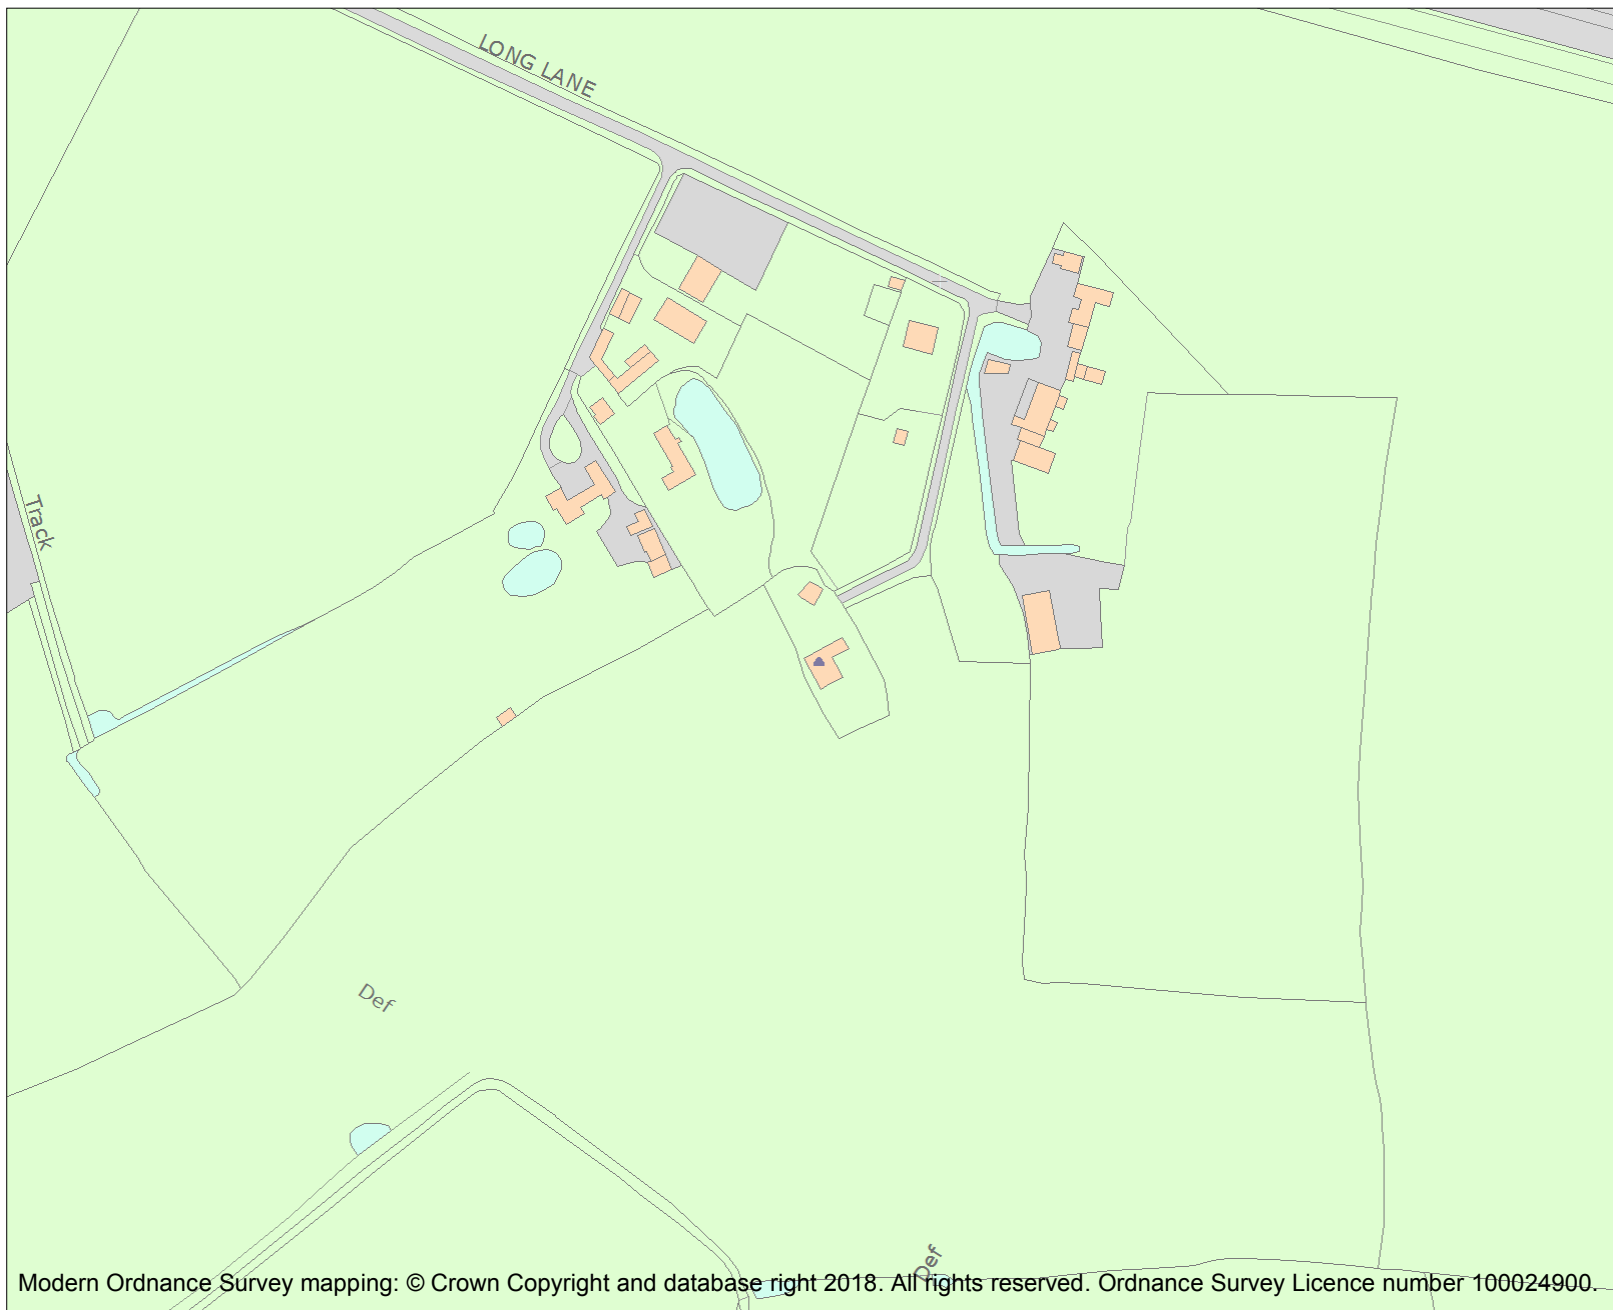 LONG LANE
Track
Def
Def
Modern Ordnance Survey mapping: © Crown Copyright and database right 2018. All rights reserved. Ordnance Survey Licence number 100024900.